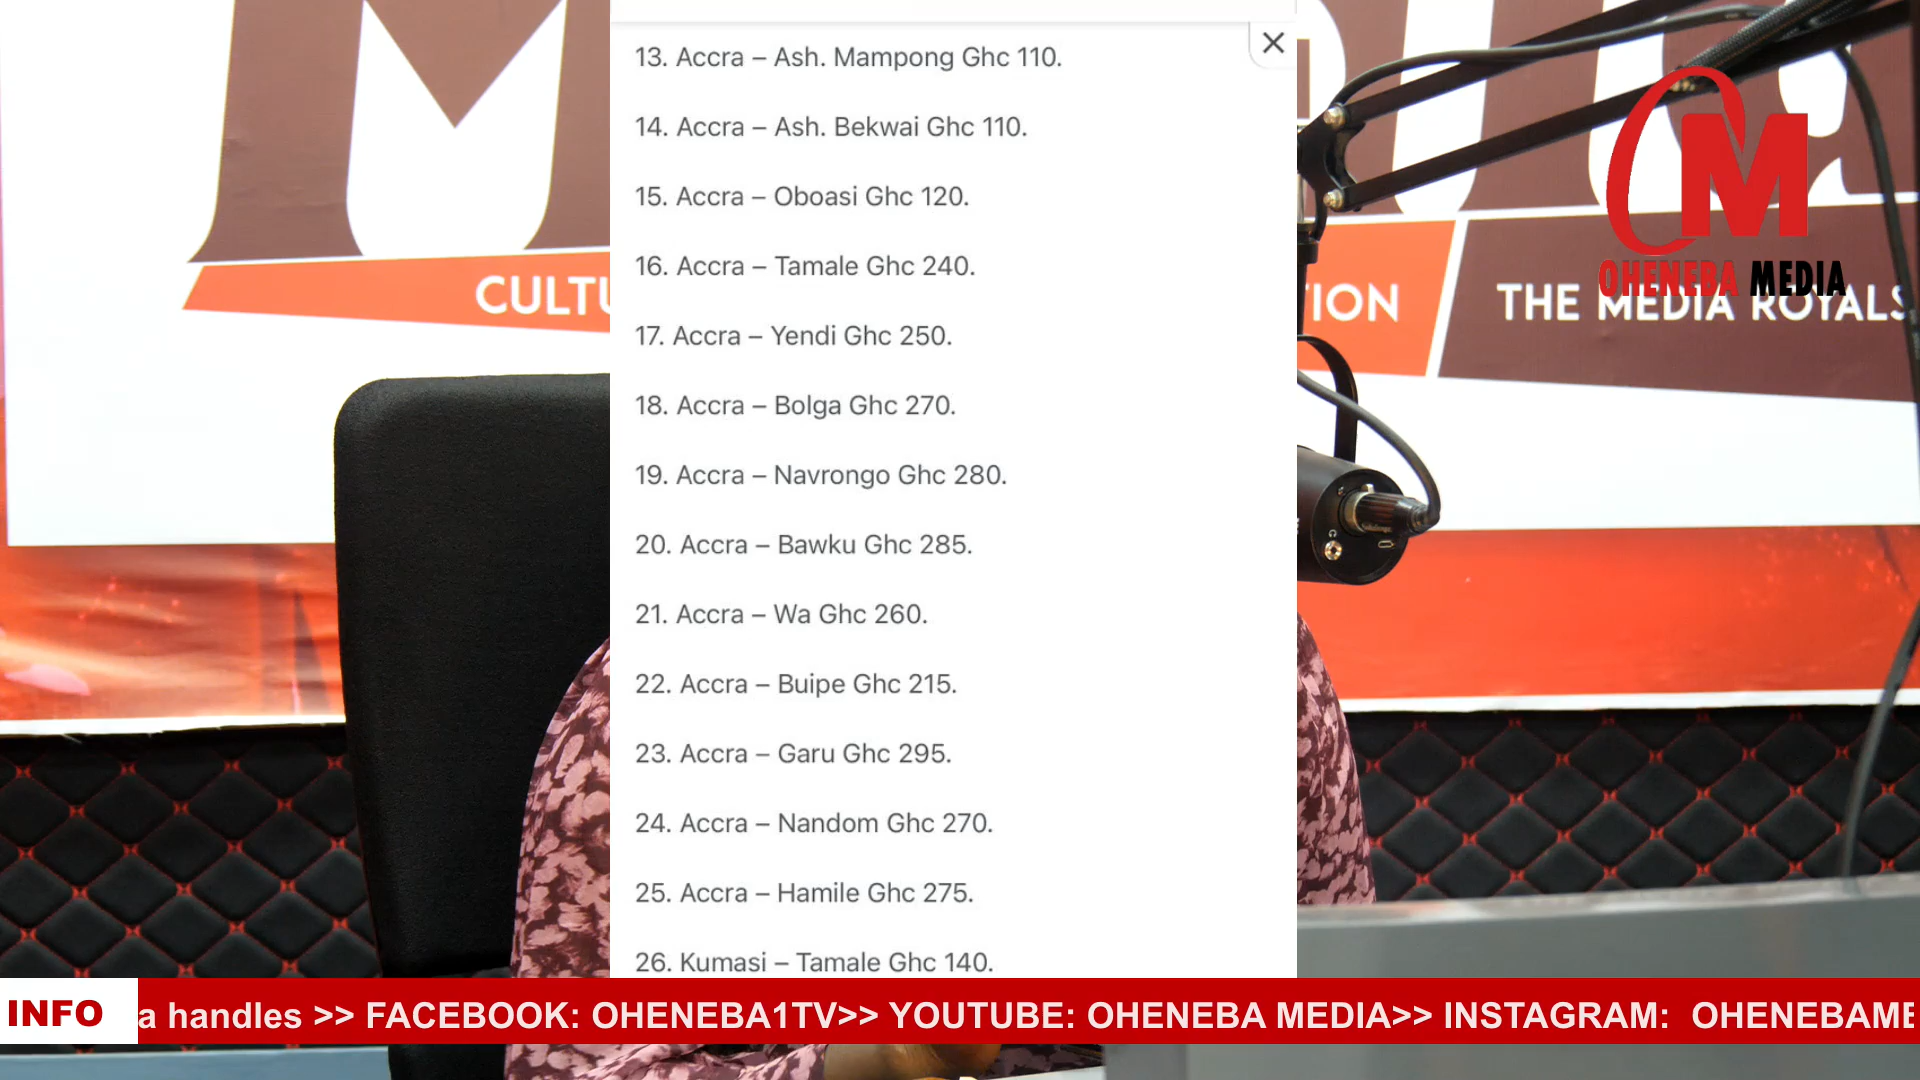 13. Accra – Ash. Mampong Ghc 110.
14. Accra – Ash. Bekwai Ghc 110.
15. Accra – Oboasi Ghc 120.
16. Accra – Tamale Ghc 240.
17. Accra – Yendi Ghc 250.
18. Accra – Bolga Ghc 270.
19. Accra – Navrongo Ghc 280.
20. Accra – Bawku Ghc 285.
21. Accra – Wa Ghc 260.
22. Accra – Buipe Ghc 215.
23. Accra – Garu Ghc 295.
24. Accra – Nandom Ghc 270.
25. Accra – Hamile Ghc 275.
26. Kumasi – Tamale Ghc 140.
M
OHENEBA MEDIA
CULTU
TION
THE MEDIA ROYALS
INFO
a handles >> FACEBOOK: OHENEBA1TV>> YOUTUBE: OHENEBA MEDIA>> INSTAGRAM: OHENEBAME